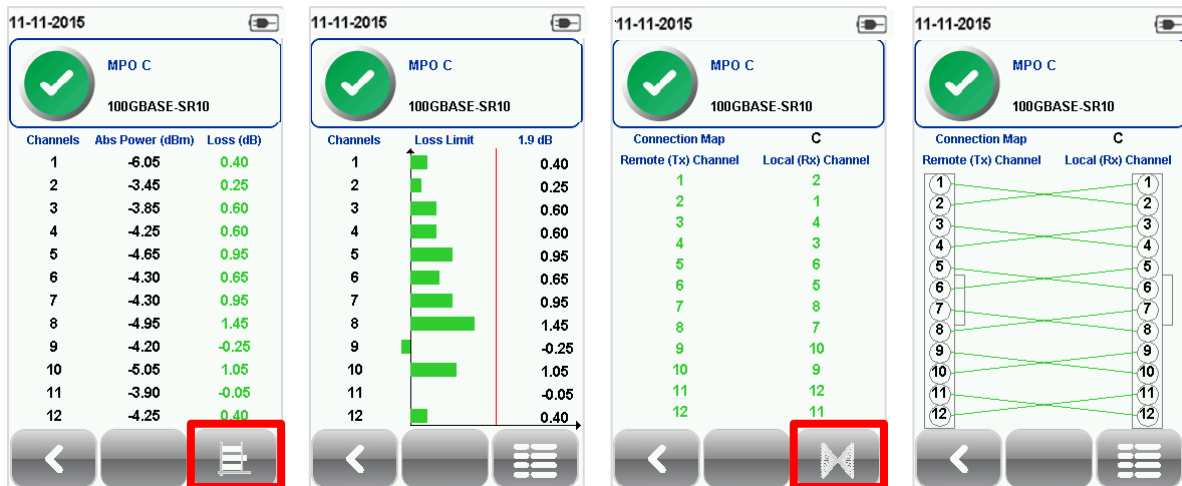 11-11-2015
MPO C
100GBASE-SR10
Channels Abs Power (dBm) Loss (dB)
1 -6.05 0.40
2 -3.45 0.25
3 -3.85 0.60
4 -4.25 0.60
5 -4.65 0.95
6 -4.30 0.65
7 -4.30 0.95
8 -4.95 1.45
9 -4.20 -0.25
10 -5.05 1.05
11 -3.90 -0.05
12 -4.25 0.40
11-11-2015
MPO C
100GBASE-SR10
Channels Loss Limit 1.9 dB
1 0.40
2 0.25
3 0.60
4 0.60
5 0.95
6 0.65
7 0.95
8 1.45
9 -0.25
10 1.05
11 -0.05
12 0.40
11-11-2015
MPO C
100GBASE-SR10
Connection Map C
Remote (Tx) Channel Local (Rx) Channel
1 2
2 1
3 4
4 3
5 6
6 5
7 8
8 7
9 10
10 9
11 12
12 11
11-11-2015
MPO C
100GBASE-SR10
Connection Map C
Remote (Tx) Channel Local (Rx) Channel
1 1
2 2
3 3
4 4
5 5
6 6
7 7
8 8
9 9
10 10
11 11
12 12